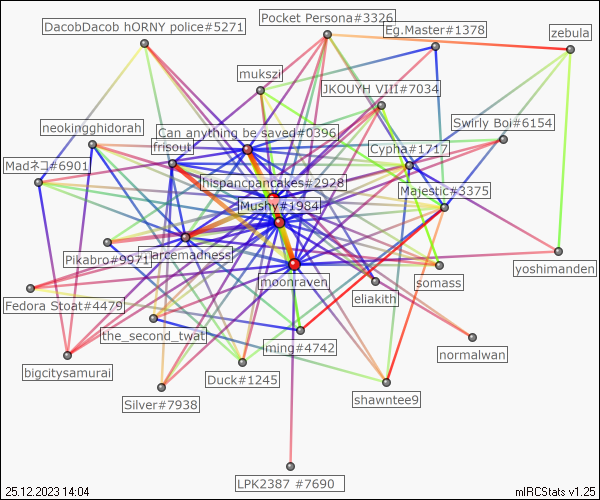 Pocket Persona#3326
DacobDacob hORNY police#5271
Eg.Master#1378
zebula
mukszi
JKOUYH VIII#7034
neokingghidorah
Can anything be saved#0396
Swirly Boi#6154
frisout
Cypha#1717
Madネコ#6901
hispancpancakes#2928
Majestic#3375
Mushy#1984
Pikabro#9971
arcemadness
yoshimanden
moonraven
somass
eliakith
Fedora Stoat#4479
the_second_twat
ming#4742
normalwan
bigcitysamurai
Duck#1245
shawntee9
Silver#7938
LPK2387 #7690
25.12.2023 14:04
mIRCStats v1.25